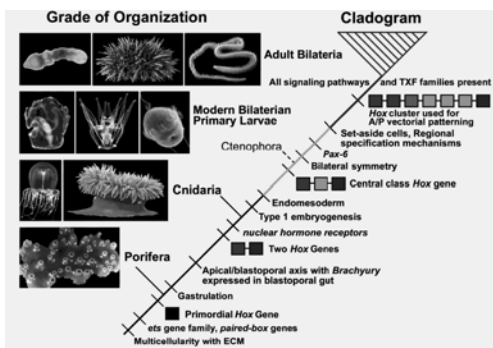 Grade of Organization
Cladogram
Adult Bilateria
All signaling pathways and TXF families present
Hox cluster used for
A/P vectorial patterning
Modern Bilaterian
Primary Larvae
Set-aside cells, Regional
specification mechanisms
Pax-6
Ctenophora
Bilateral symmetry
Central class Hox gene
Cnidaria
Endomesoderm
Type 1 embryogenesis
nuclear hormone receptors
Two Hox Genes
Porifera
Apical/blastoporal axis with Brachyury
expressed in blastoporal gut
Gastrulation
Primordial Hox Gene
ets gene family, paired-box genes
Multicellularity with ECM